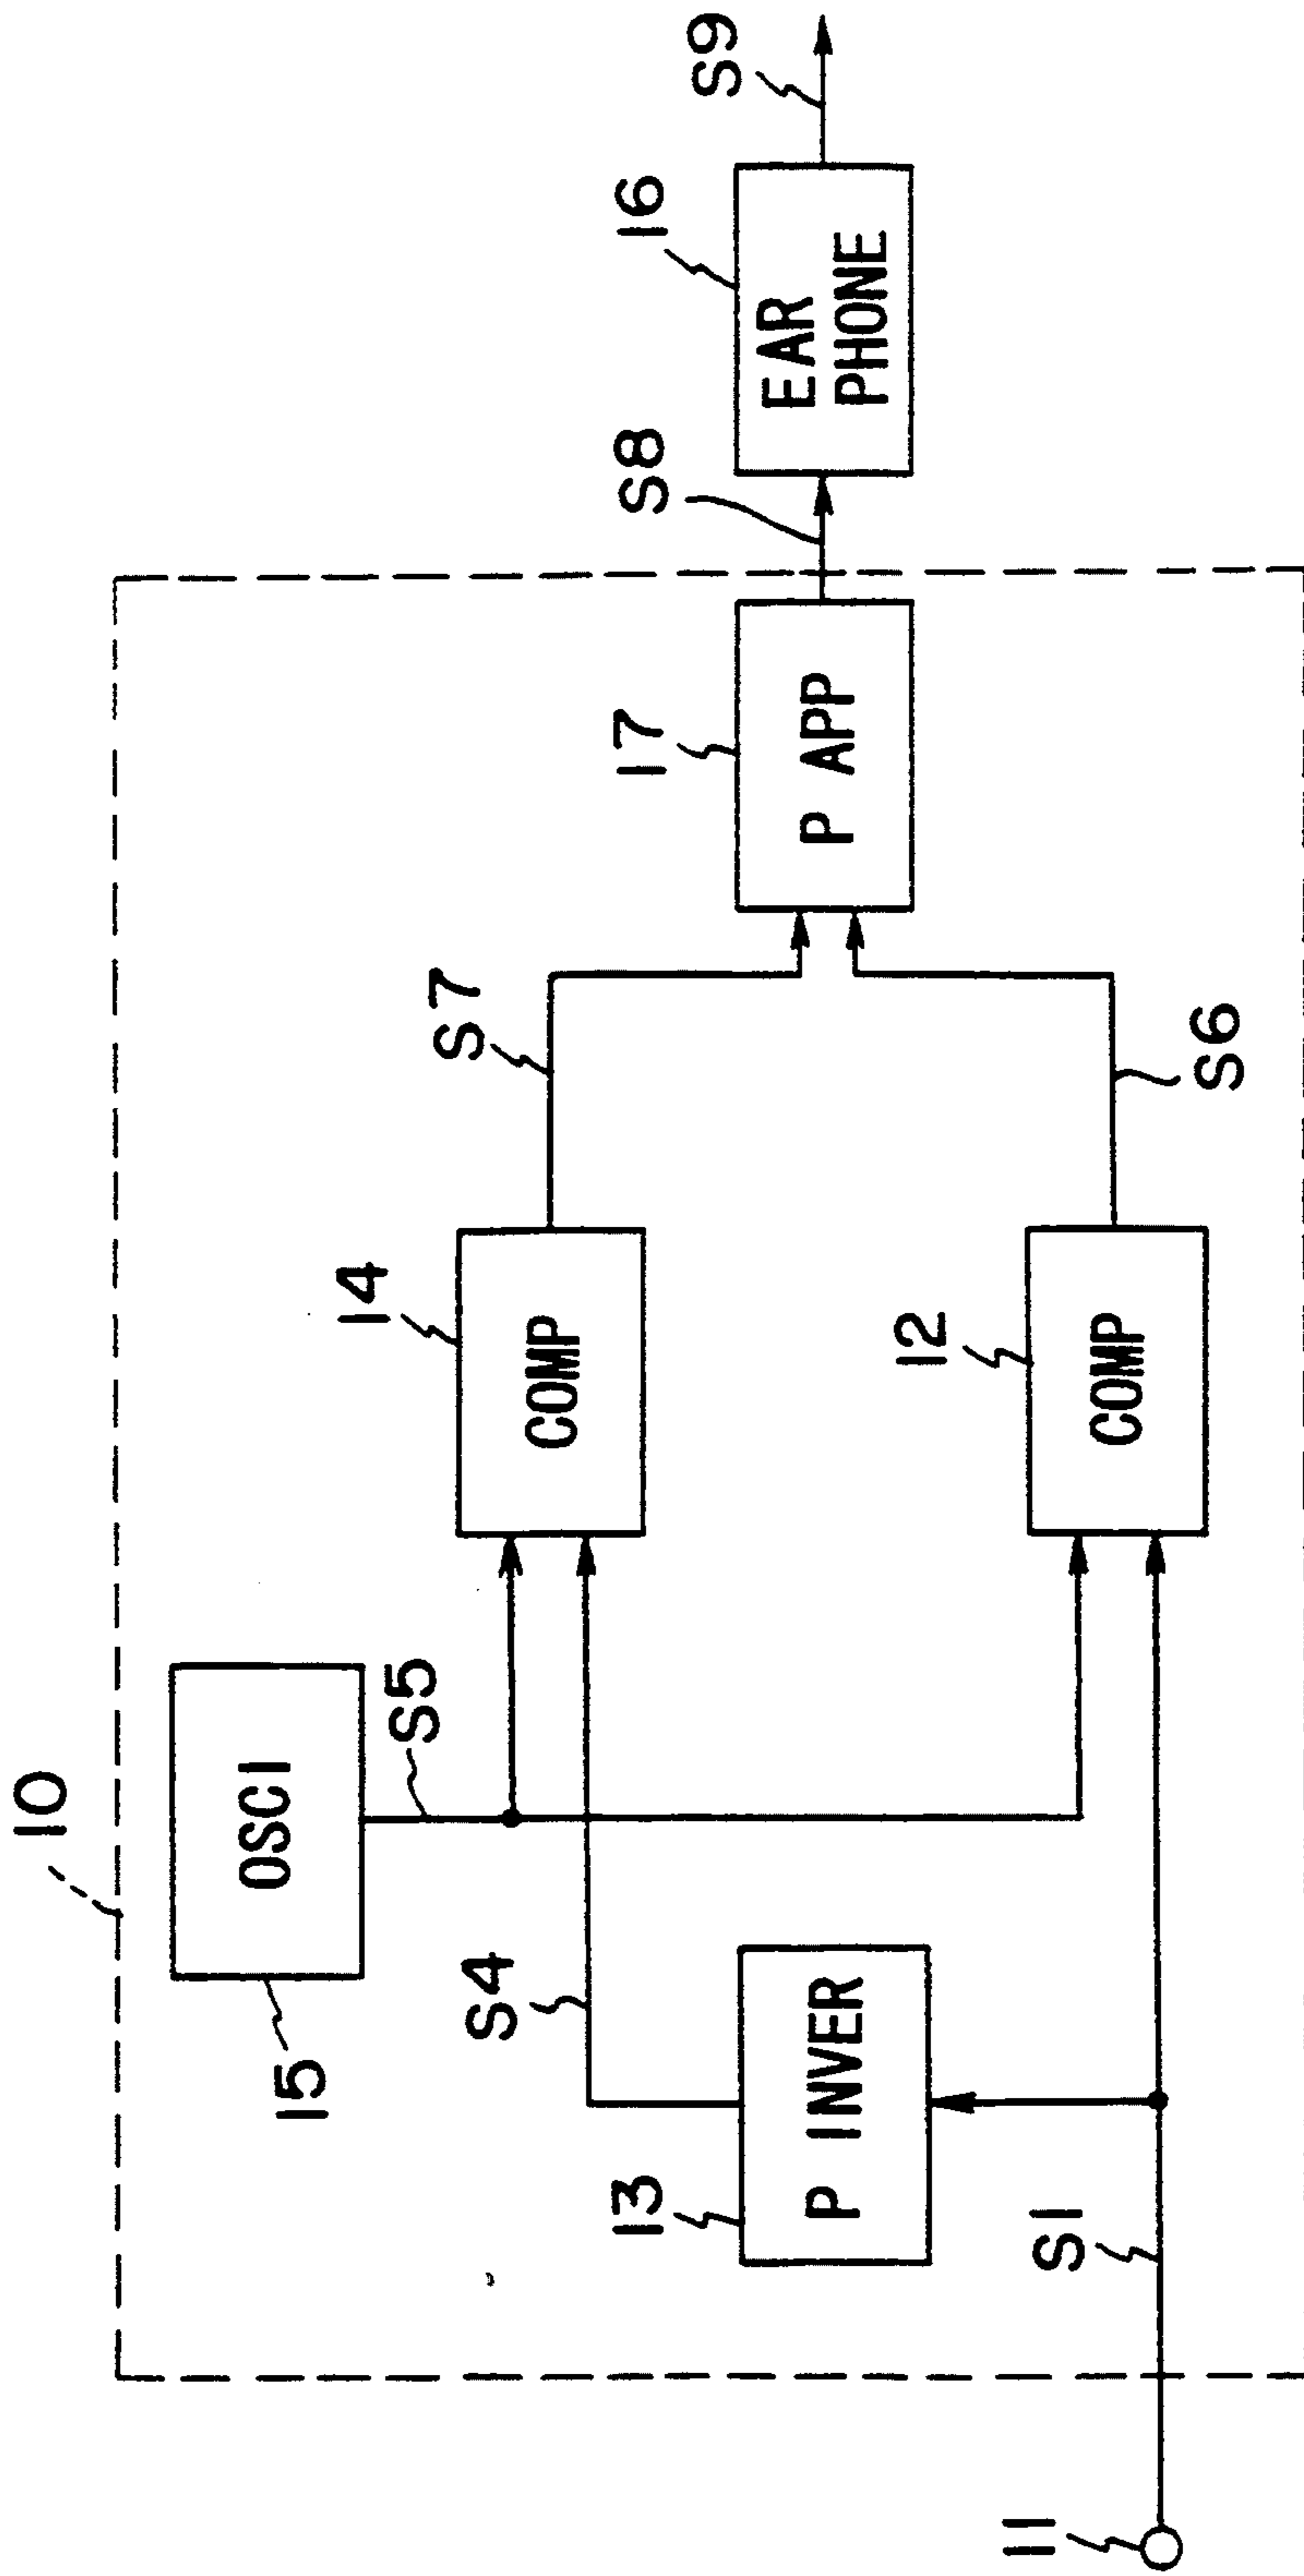 10
15
OSCI
S5
14
COMP
S7
S4
13
P INVER
17
P APP
S8
16
EAR
PHONE
S9
11
S1
12
COMP
S6